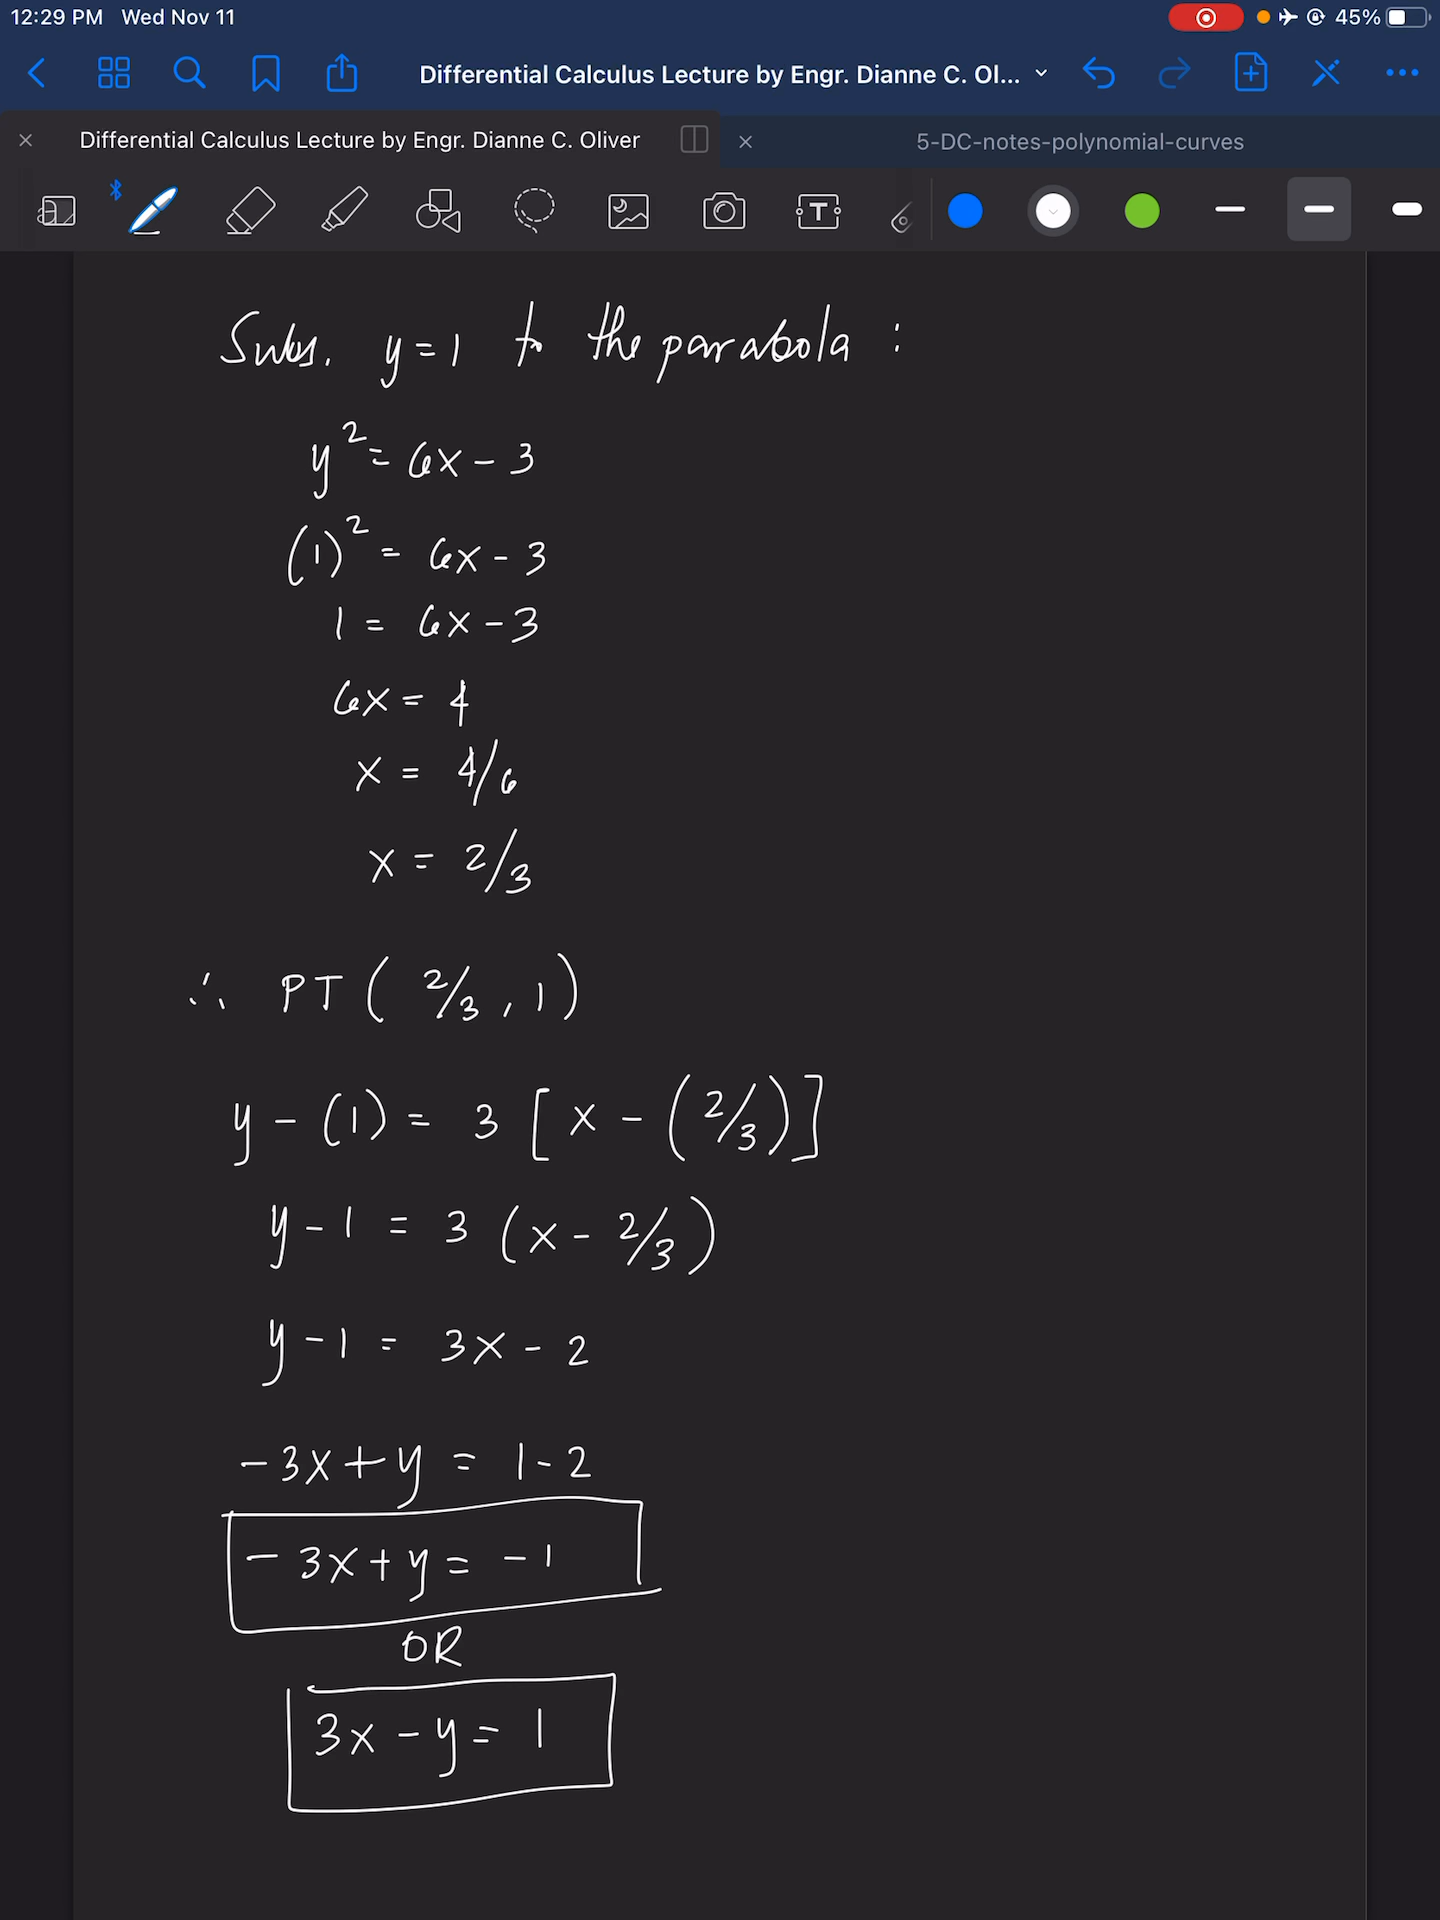 12:29 PM Wed Nov 11
45%
Differential Calculus Lecture by Engr. Dianne C. Ol...
Differential Calculus Lecture by Engr. Dianne C. Oliver
5-DC-notes-polynomial-curves
Subs. y=1 to the parabola :
y² = 6x - 3
(1)² = 6x - 3
1 = 6x - 3
6x = 4
x = 4/6
x = 2/3
∴ PT ( 2/3 , 1 )
y - (1) = 3 [ x - (2/3) ]
y - 1 = 3 ( x - 2/3 )
y - 1 = 3x - 2
-3x + y = 1 - 2
-3x + y = -1
OR
3x - y = 1